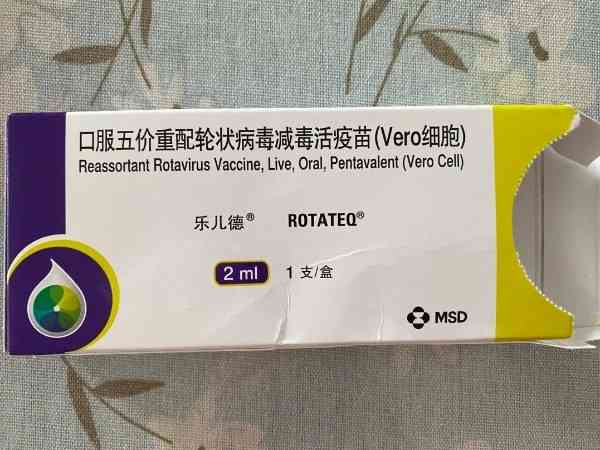 口服五价重配轮状病毒减毒活疫苗(Vero细胞)
Reassortant Rotavirus Vaccine, Live, Oral, Pentavalent (Vero Cell)
乐儿德® ROTATEQ®
2 ml 1 支/盒
MSD